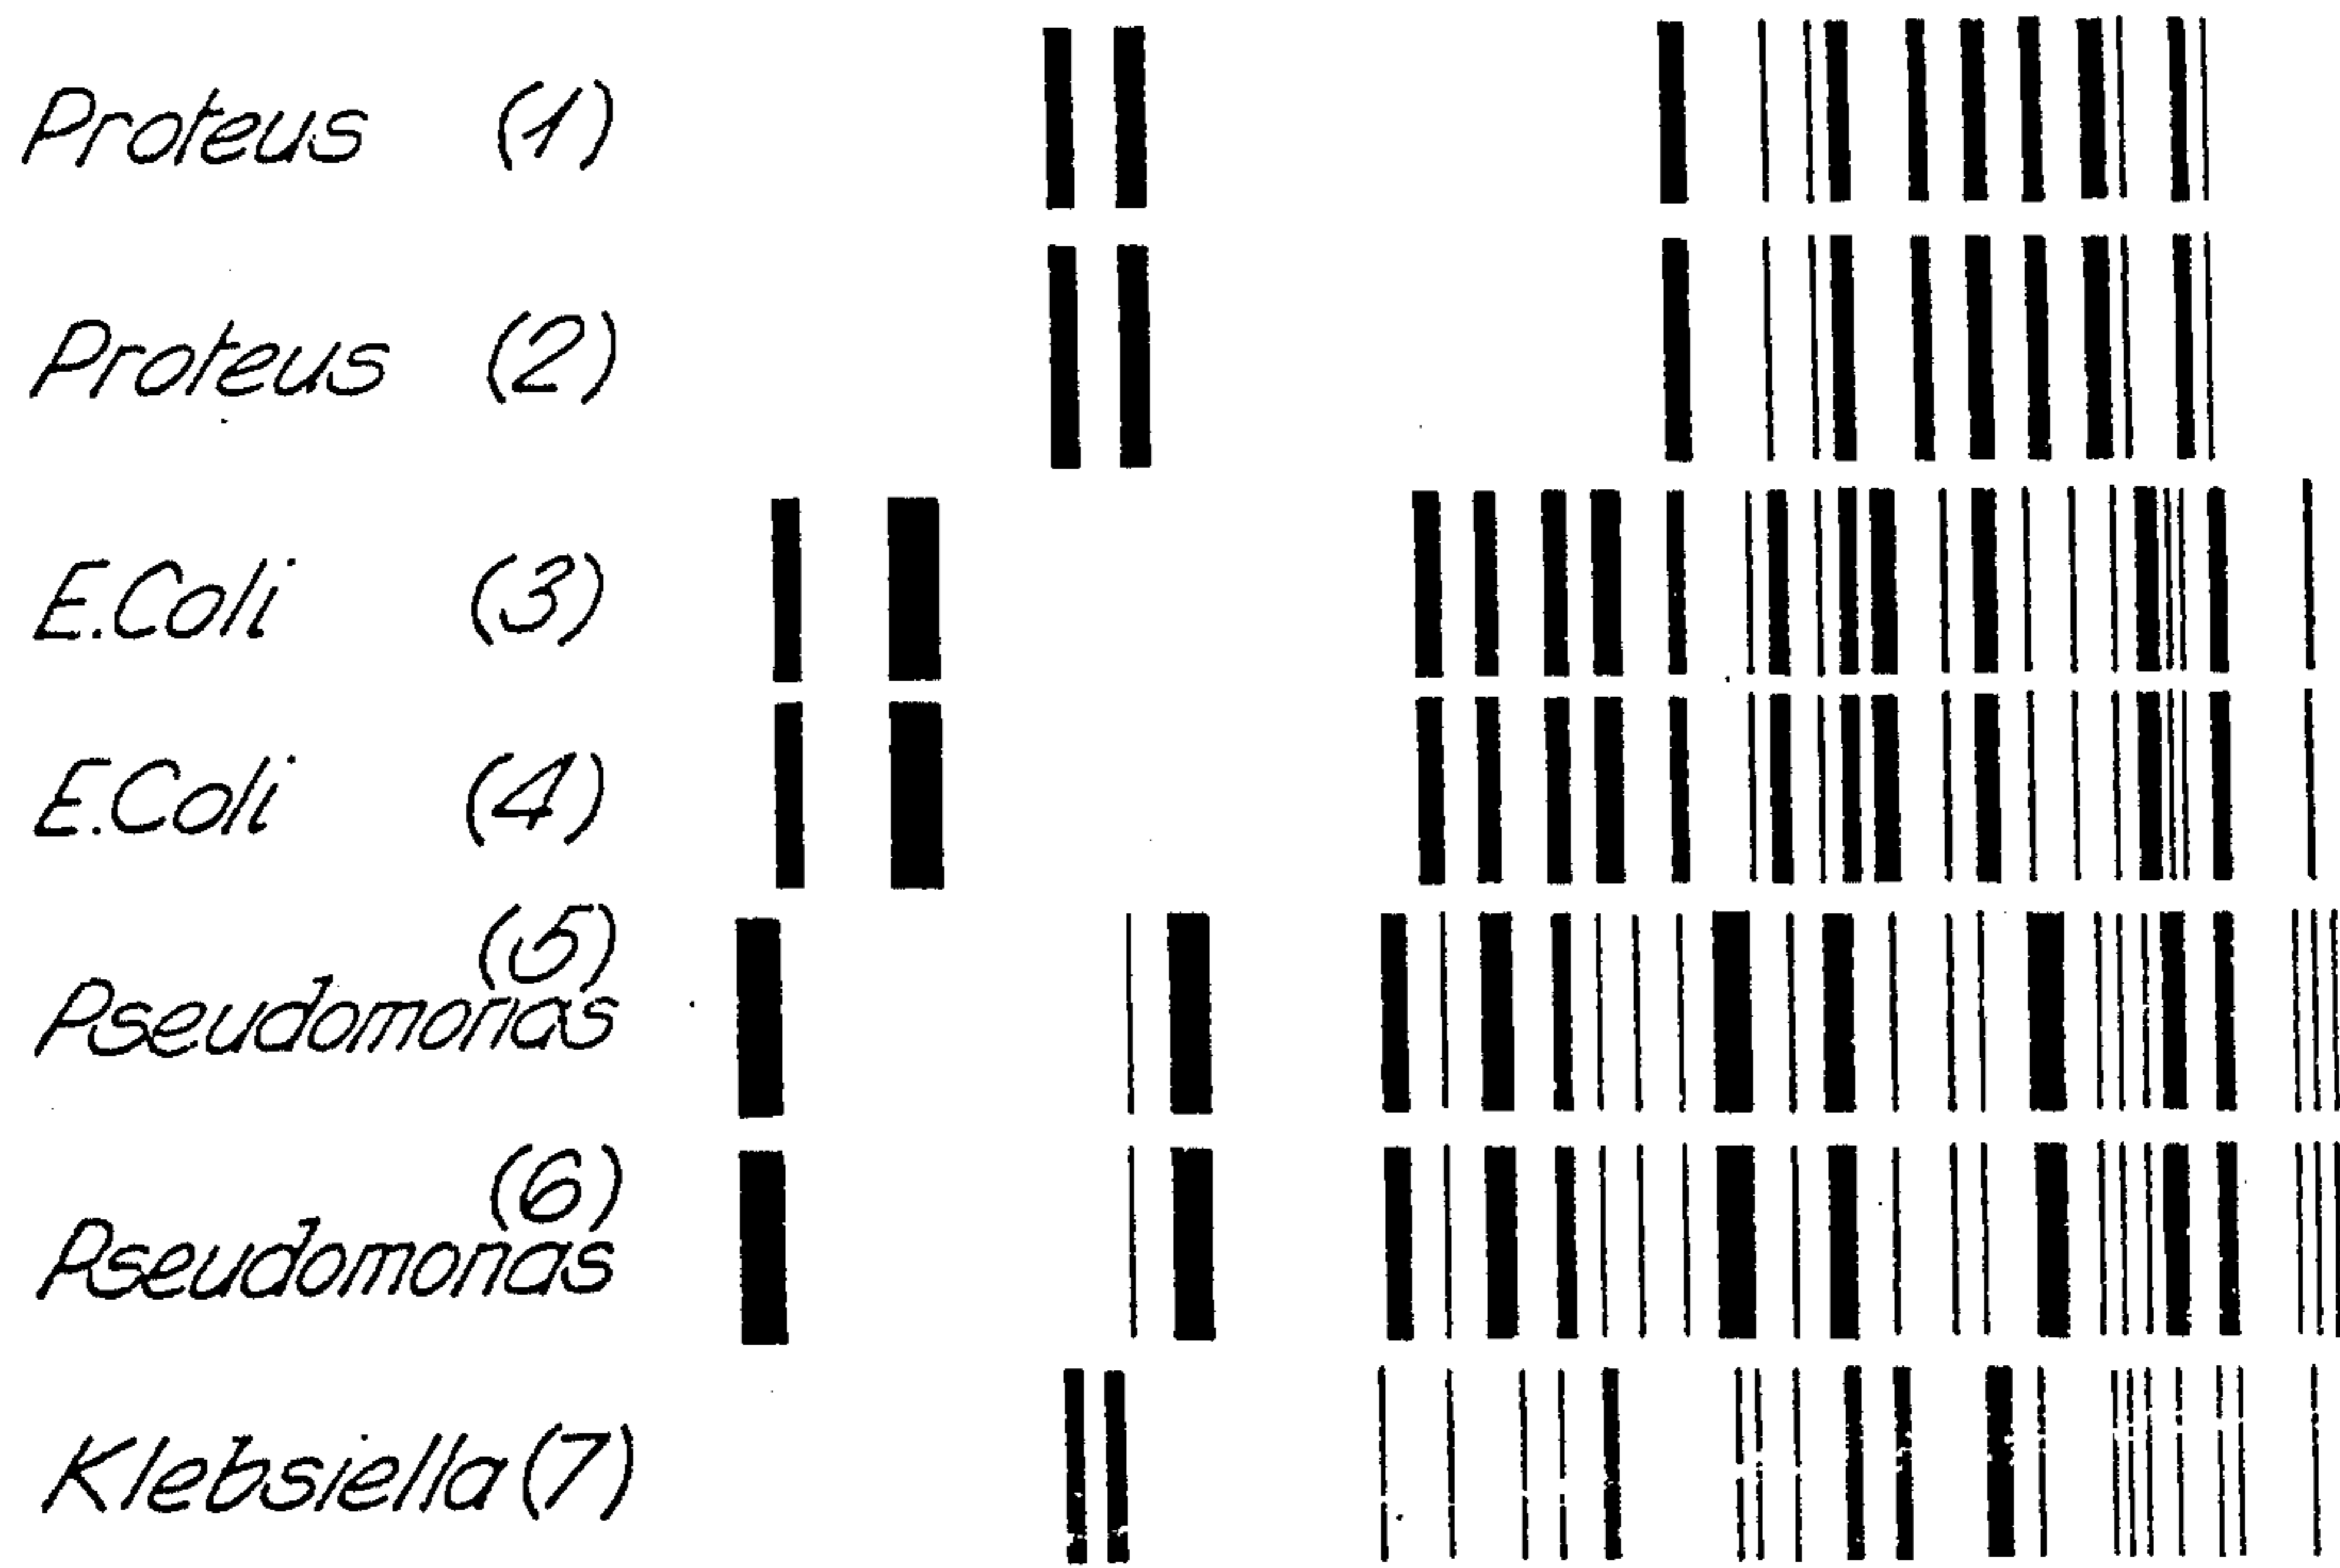 Proteus (1)
Proteus (2)
E.Coli (3)
E.Coli (4)
(5)
Pseudomonas
(6)
Pseudomonas
Klebsiella (7)